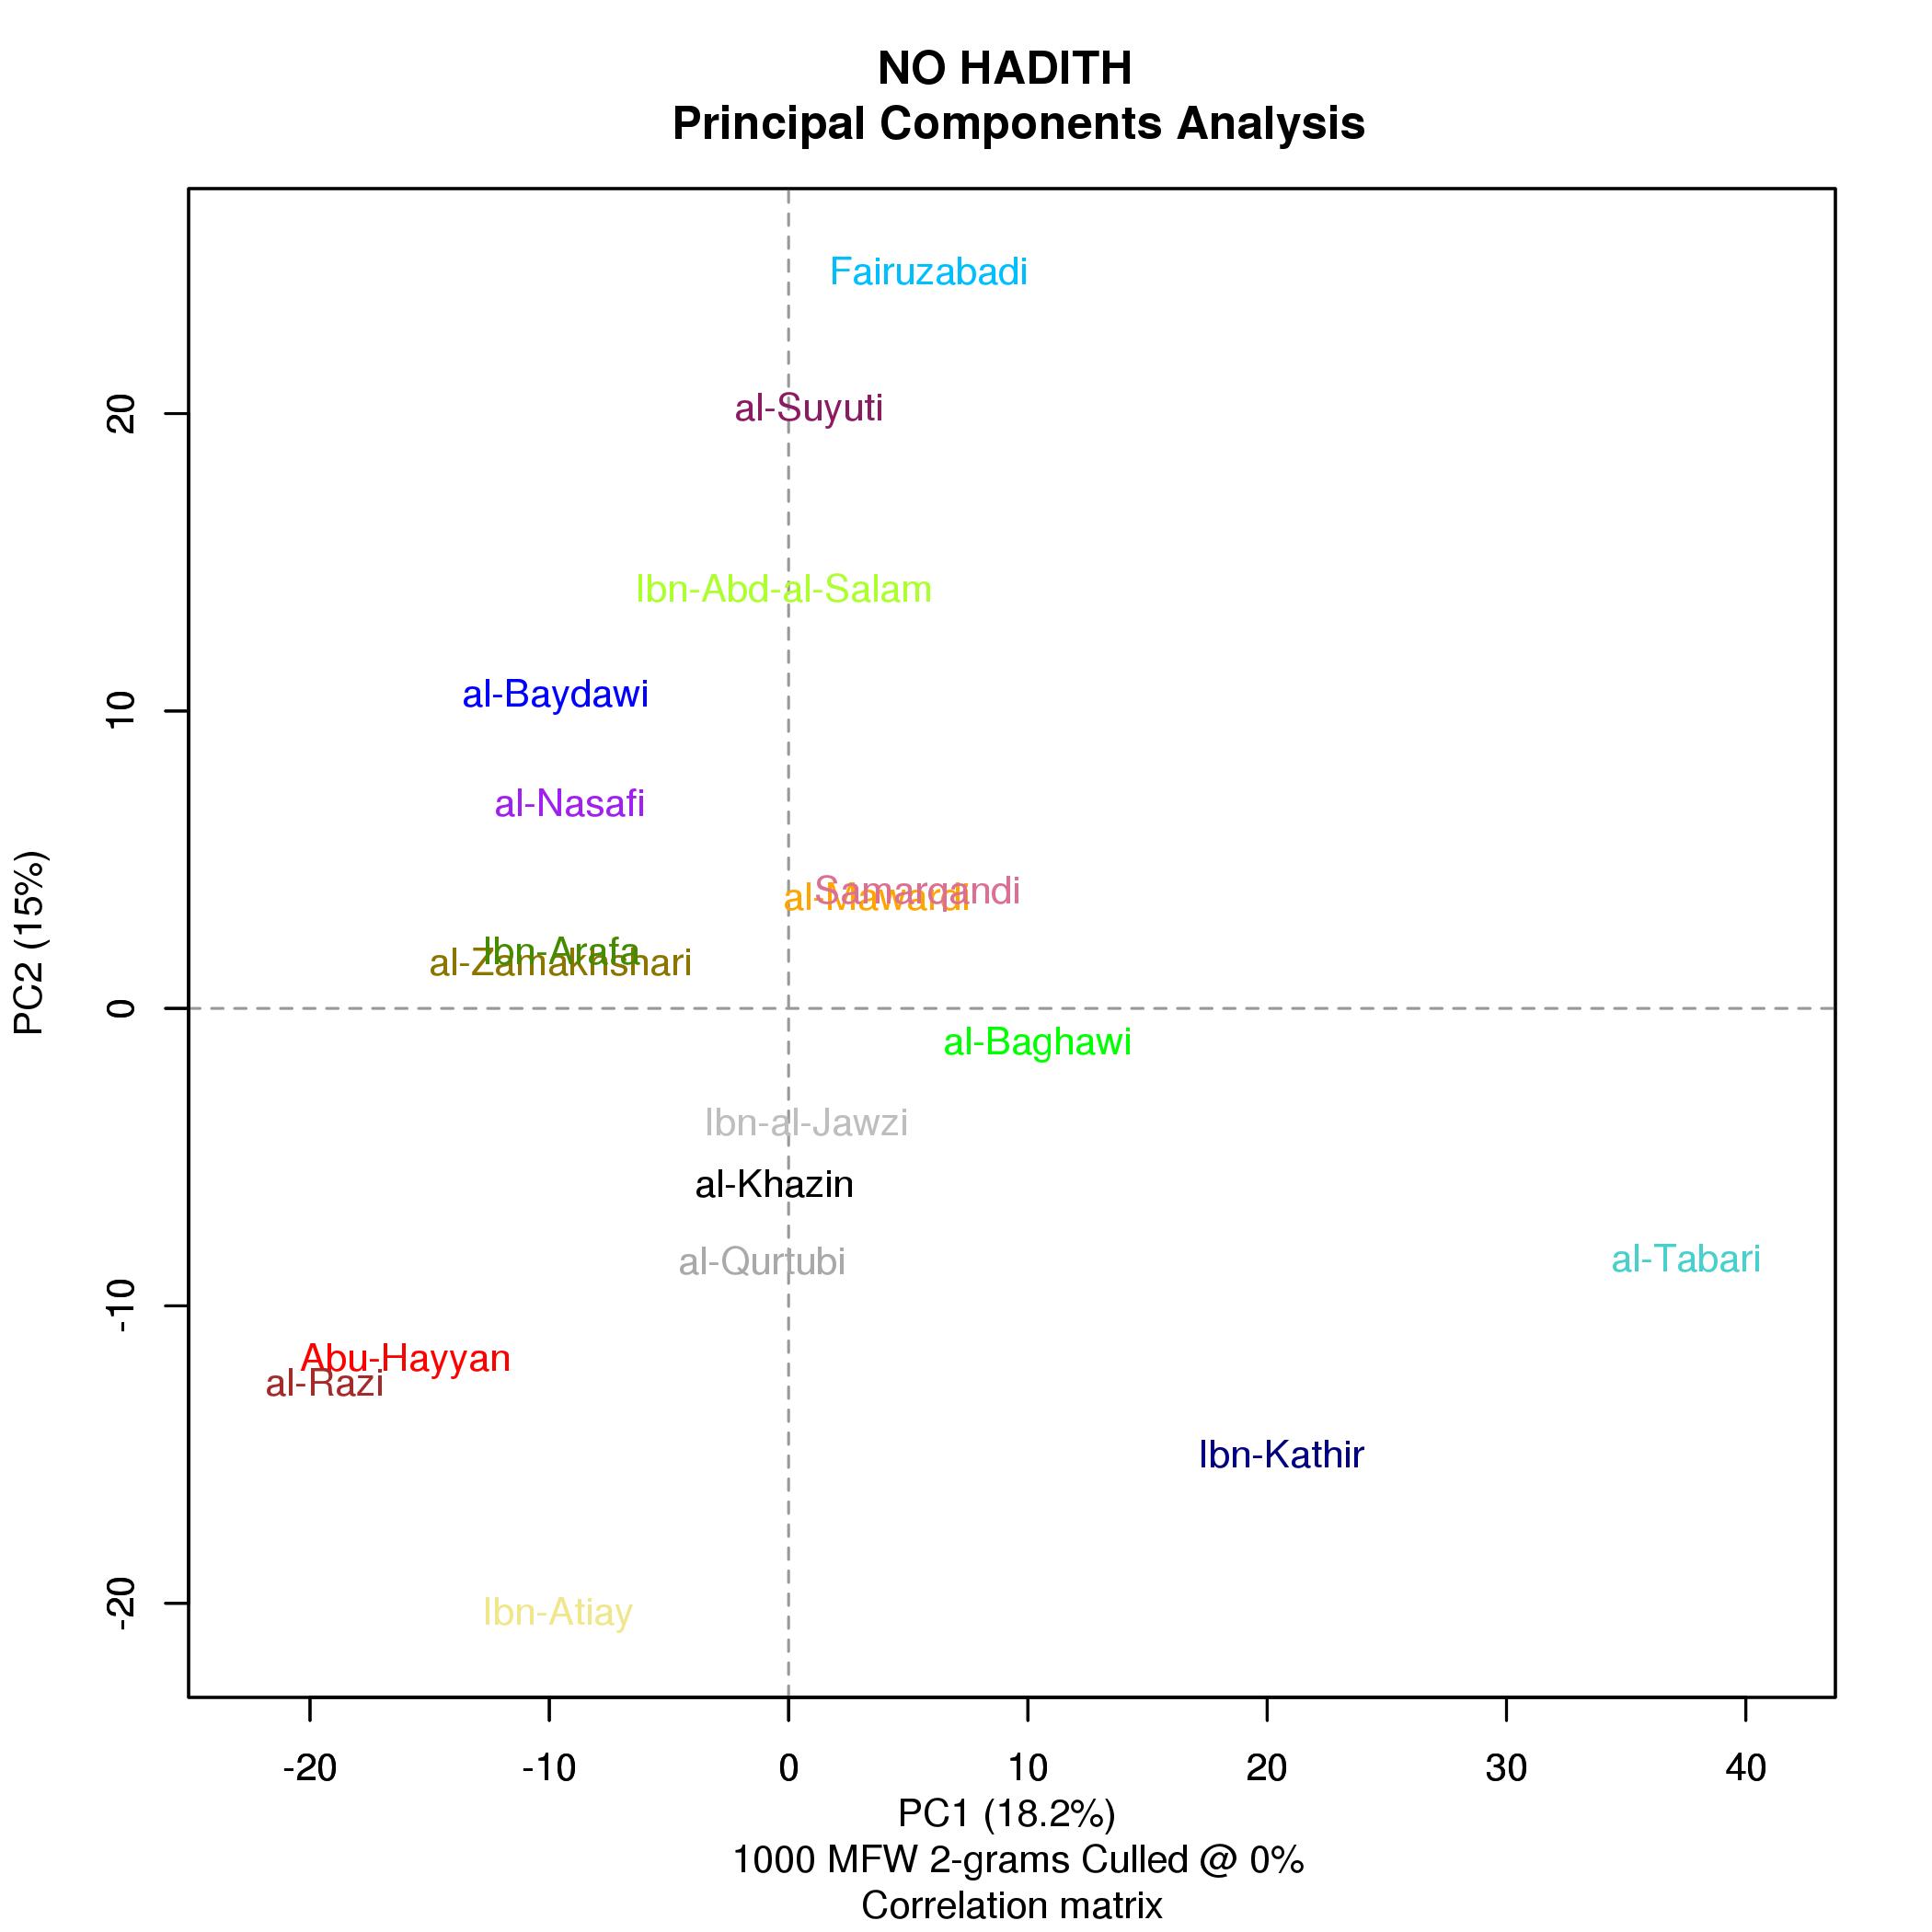 NO HADITH
Principal Components Analysis
Fairuzabadi
al-Suyuti
Ibn-Abd-al-Salam
al-Baydawi
al-Nasafi
Samarqandi
al-Mawardi
Ibn-Arafa
al-Zamakhshari
al-Baghawi
Ibn-al-Jawzi
al-Khazin
al-Qurtubi
al-Tabari
Abu-Hayyan
al-Razi
Ibn-Kathir
Ibn-Atiay
PC2 (15%)
20
10
0
-10
-20
-20
-10
0
10
20
30
40
PC1 (18.2%)
1000 MFW 2-grams Culled @ 0%
Correlation matrix